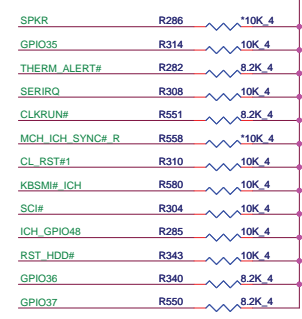 SPKR R286 *10K_4
GPIO35 R314 10K_4
THERM_ALERT# R282 8.2K_4
SERIRQ R308 10K_4
CLKRUN# R551 8.2K_4
MCH_ICH_SYNC#_R R558 *10K_4
CL_RST#1 R310 10K_4
KBSMI#_ICH R580 10K_4
SCI# R304 10K_4
ICH_GPIO48 R285 10K_4
RST_HDD# R343 10K_4
GPIO36 R340 8.2K_4
GPIO37 R550 8.2K_4